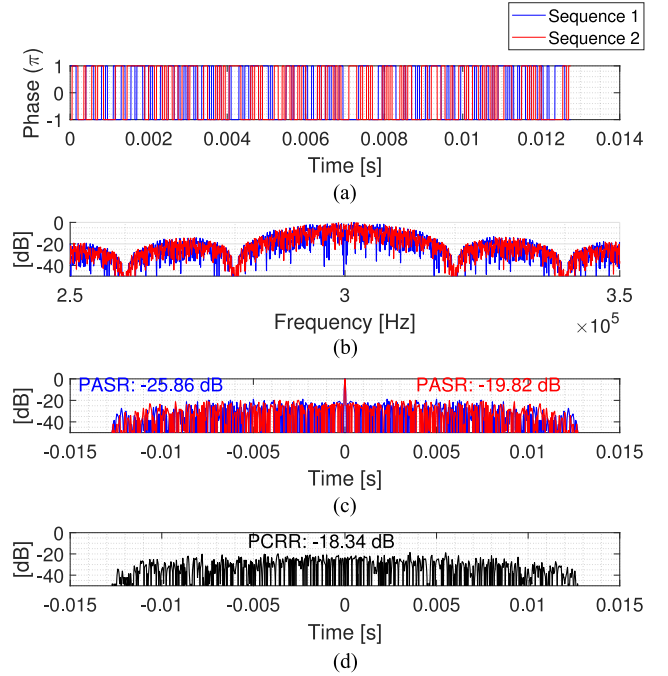 Sequence 1
Sequence 2
Phase (π)
1
0
-1
0 0.002 0.004 0.006 0.008 0.01 0.012 0.014
Time [s]
(a)
[dB]
0
-20
-40
2.5 3 3.5
Frequency [Hz]
× 10^5
(b)
[dB]
0
-20
-40
PASR: -25.86 dB
PASR: -19.82 dB
-0.015 -0.01 -0.005 0 0.005 0.01 0.015
Time [s]
(c)
[dB]
0
-20
-40
PCRR: -18.34 dB
-0.015 -0.01 -0.005 0 0.005 0.01 0.015
Time [s]
(d)